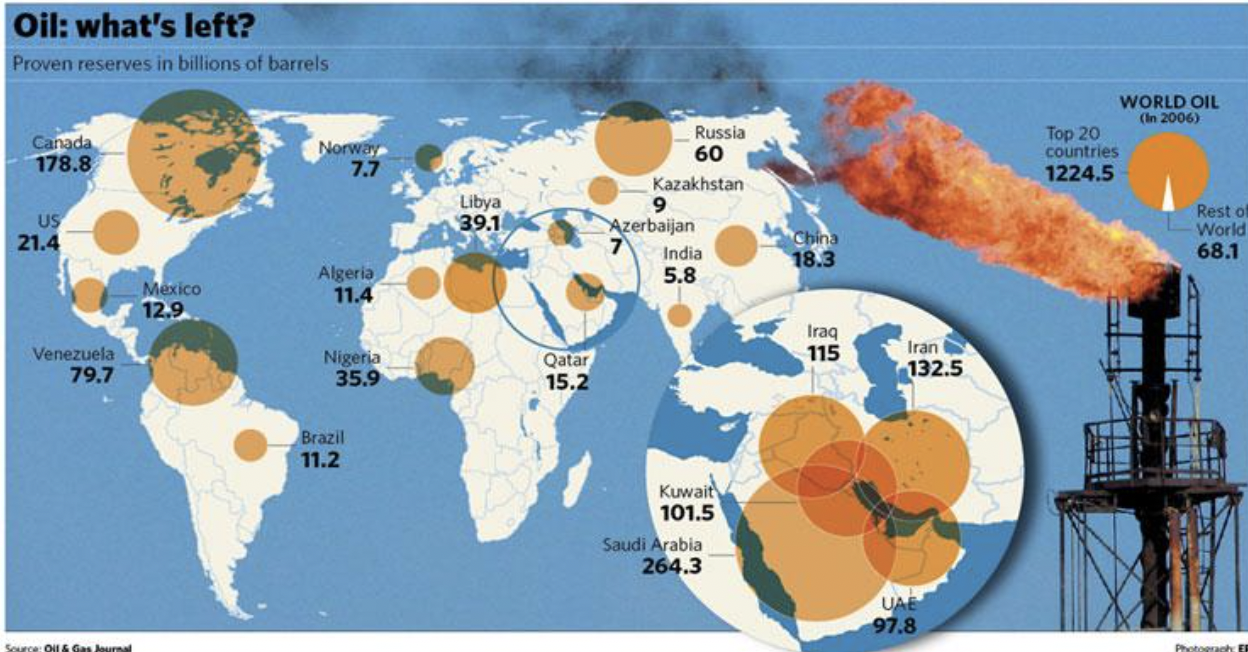 Oil: what's left?
Proven reserves in billions of barrels
Canada
178.8
US
21.4
Mexico
12.9
Venezuela
79.7
Brazil
11.2
Norway
7.7
Libya
39.1
Algeria
11.4
Nigeria
35.9
Qatar
15.2
Russia
60
Kazakhstan
9
Azerbaijan
7
India
5.8
China
18.3
Iraq
115
Iran
132.5
Kuwait
101.5
Saudi Arabia
264.3
UAE
97.8
WORLD OIL
(In 2006)
Top 20
countries
1224.5
Rest of
World
68.1
Source: Oil & Gas Journal
Photograph: